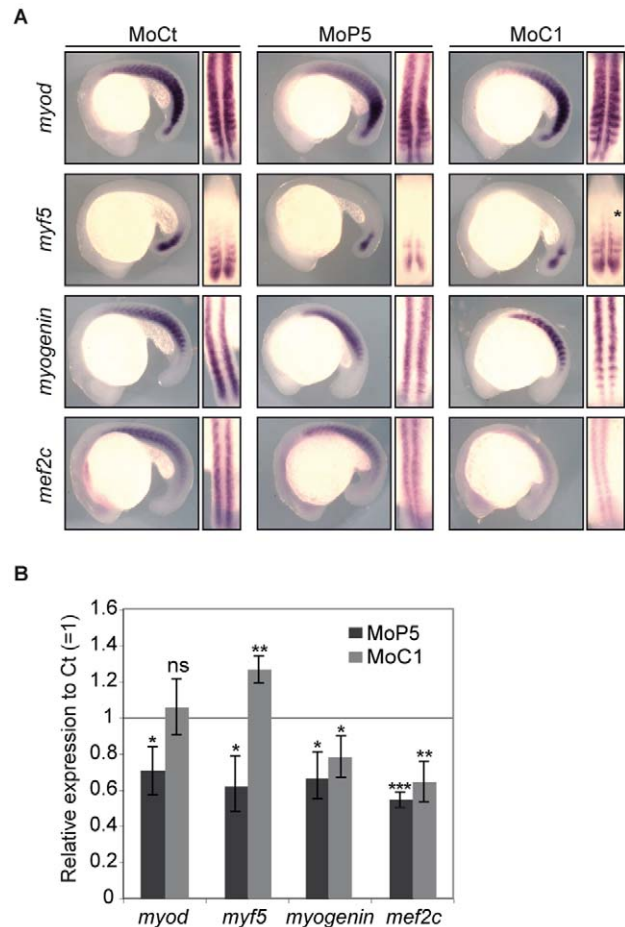 A
MoCt MoP5 MoC1
myod
myf5
*
myogenin
mef2c
B
Relative expression to Ct (=1)
1.6
1.4
1.2
1
0.8
0.6
0.4
0.2
0
MoP5
MoC1
* ns * ** * * *** **
myod myf5 myogenin mef2c